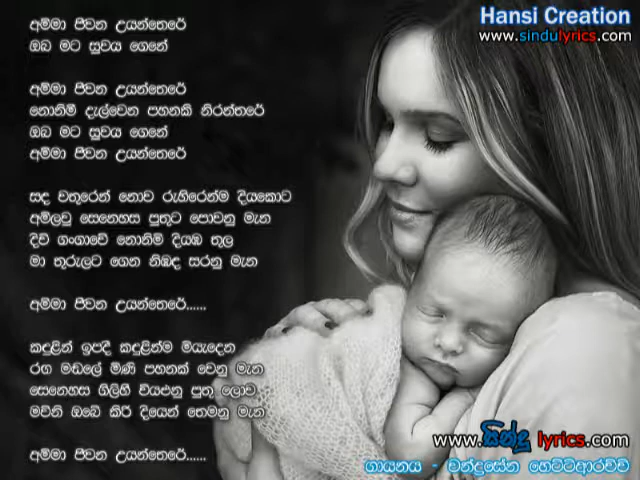 Hansi Creation
www.sindulyrics.com
අම්මා ජීවන උයන්තෙරේ
ඔබ මට සුවය ගෙනේ
අම්මා ජීවන උයන්තෙරේ
නොනිමී දැල්වෙන පහනකි නිරන්තරේ
ඔබ මට සුවය ගෙනේ
අම්මා ජීවන උයන්තෙරේ
සඳ වතුරෙන් නොව රුහිරෙන්ම දියකොට
අම්ලවූ සෙනෙහස පුතුට පොවනු මැන
දිවි ගංගාවේ නොනිම දියඹ තුල
මා තුරුලට ගෙන නිබඳ සරනු මැන
අම්මා ජීවන උයන්තෙරේ......
කඳුළින් ඉපදී කඳුළින්ම මියැදෙන
රග මඩලේ මණි පහනක් වෙනු මැන
සෙනෙහස ගිලිහී වියළුනු පුතු ලොව
මව්නි ඔබේ කිරි දියෙන් තෙමනු මැන
අම්මා ජීවන උයන්තෙරේ......
www.සින්දු lyrics.com
ගායනය - චන්ද්‍රසේන හෙට්ටිආරච්චි